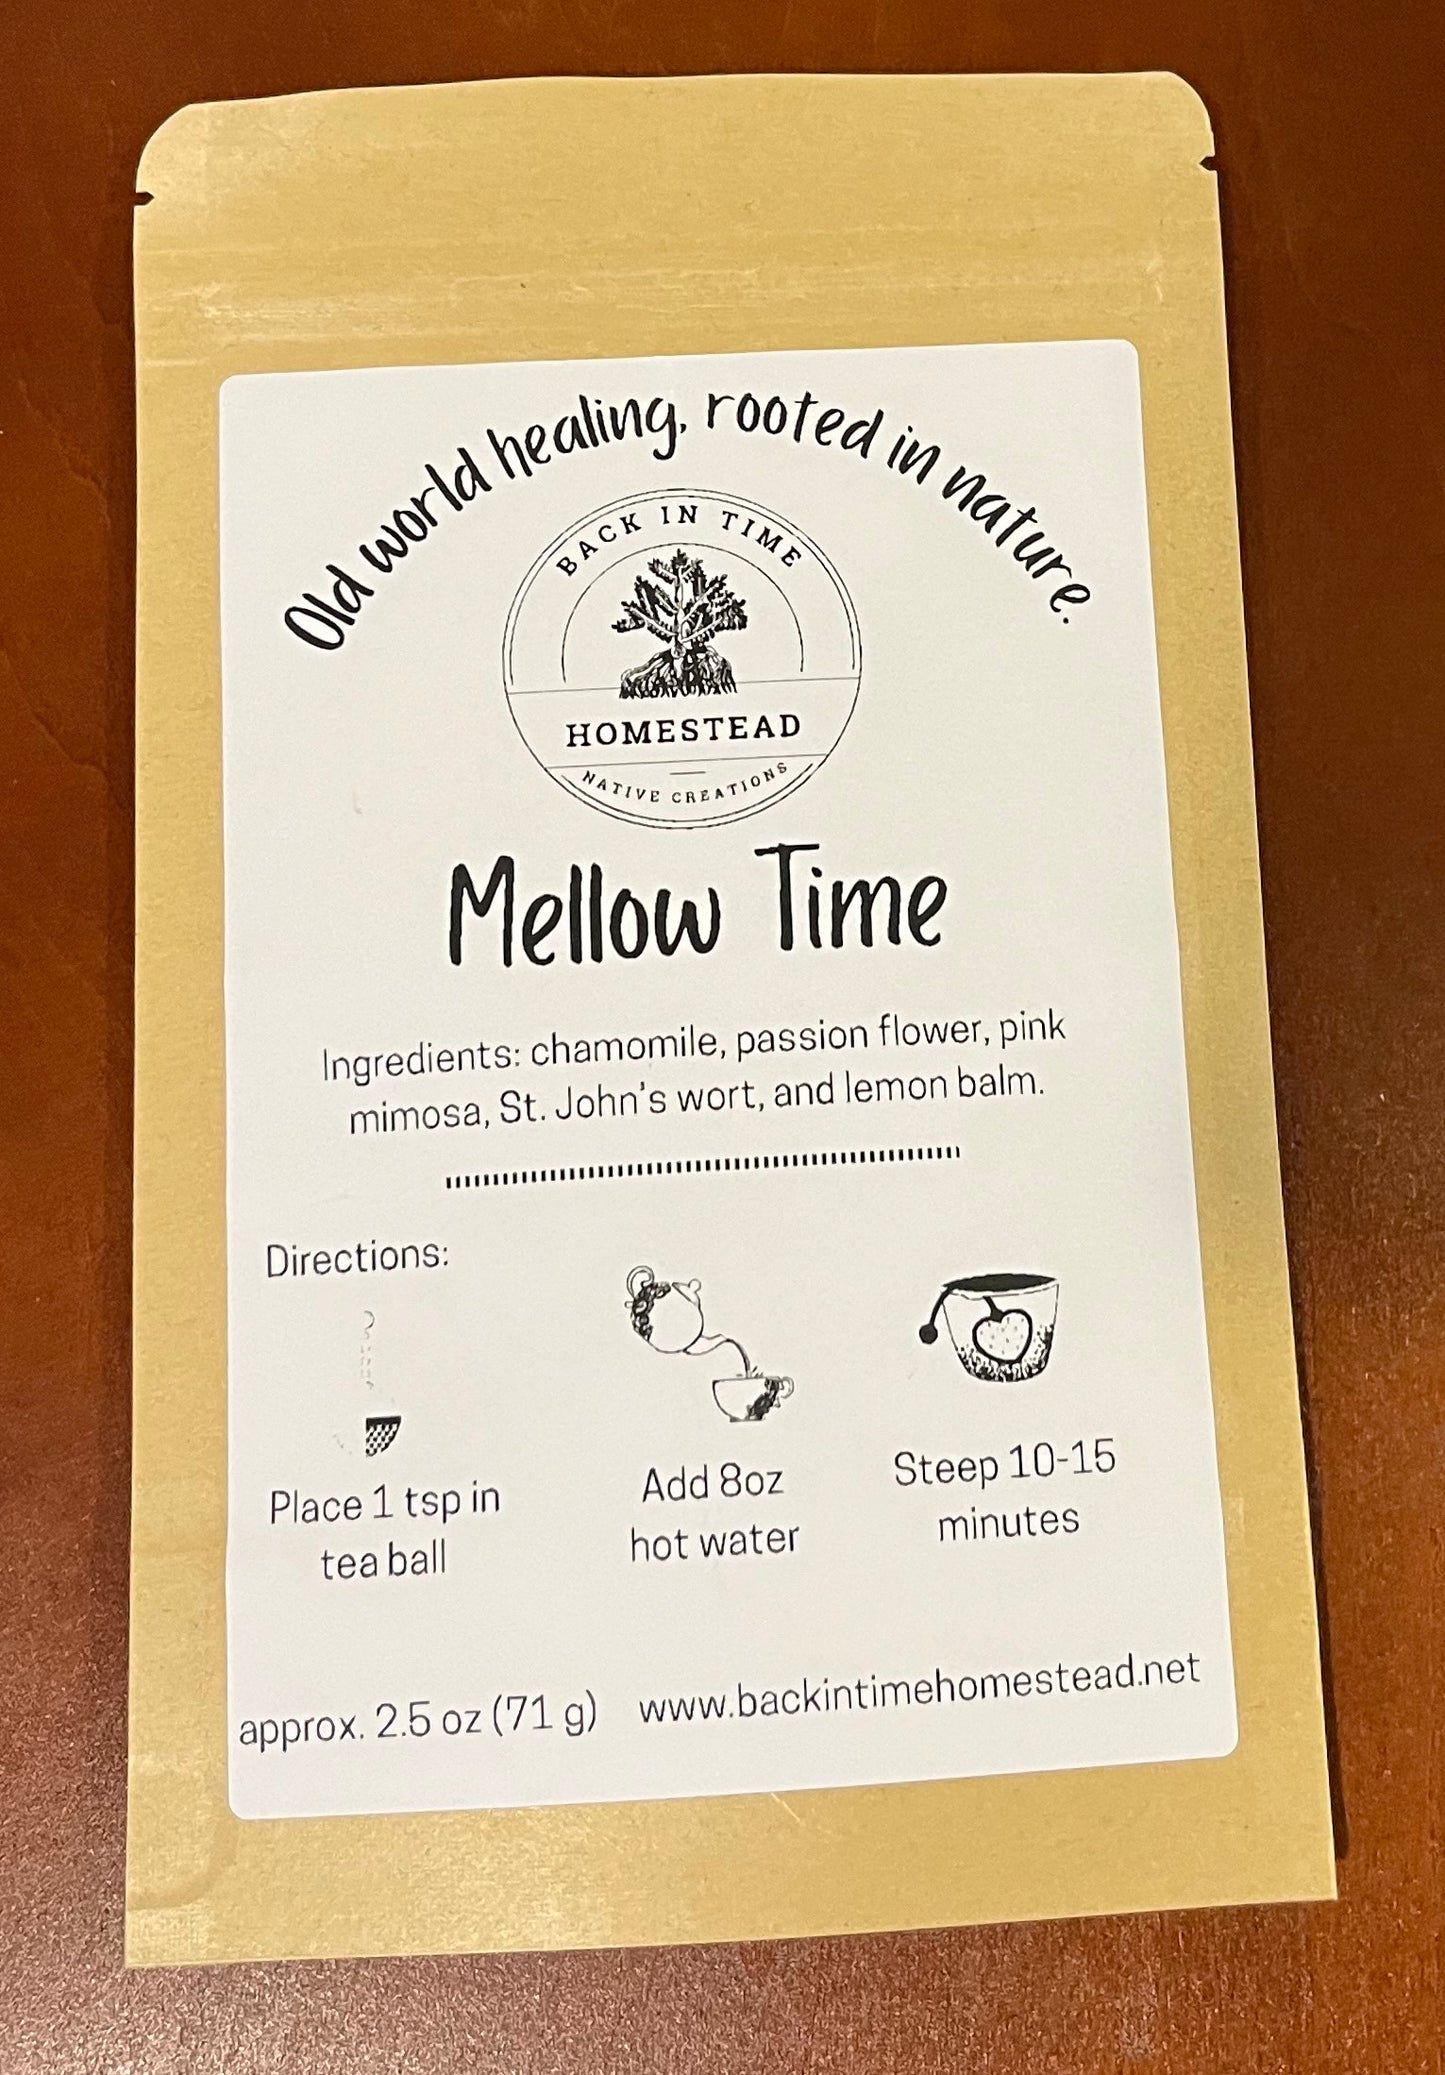 Old world healing, rooted in nature.
BACK IN TIME
HOMESTEAD
NATIVE CREATIONS
Mellow Time
Ingredients: chamomile, passion flower, pink
mimosa, St. John's wort, and lemon balm.
Directions:
Place 1 tsp in
tea ball
Add 8oz
hot water
Steep 10-15
minutes
approx. 2.5 oz (71 g) www.backintimehomestead.net